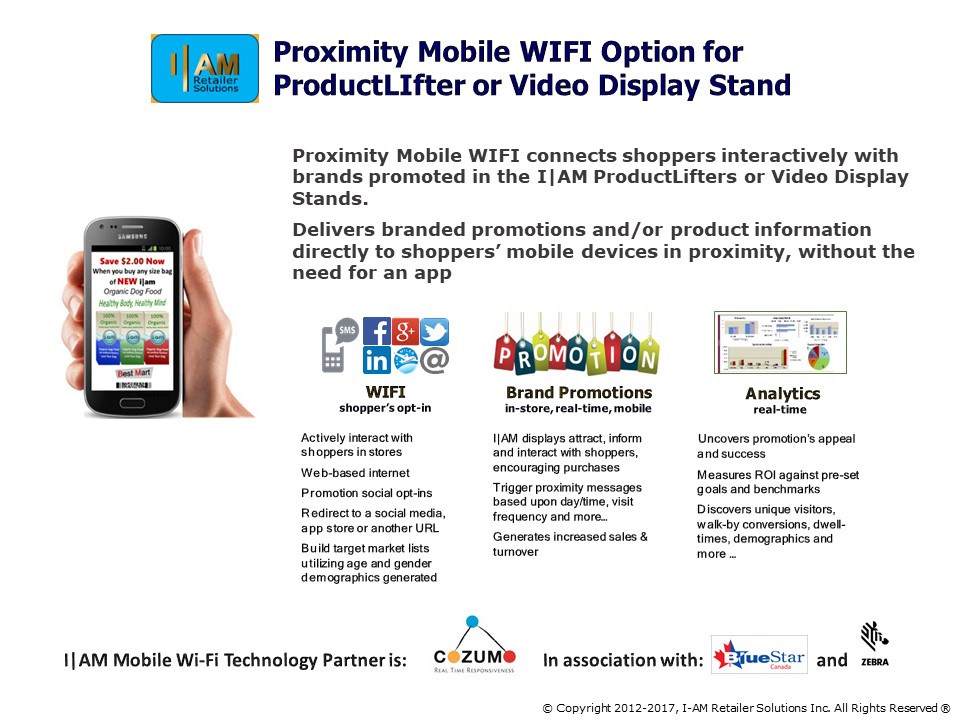 I|AM
Retailer
Solutions
Proximity Mobile WIFI Option for
ProductLIfter or Video Display Stand
Proximity Mobile WIFI connects shoppers interactively with
brands promoted in the I|AM ProductLifters or Video Display
Stands.
Delivers branded promotions and/or product information
directly to shoppers’ mobile devices in proximity, without the
need for an app
SAMSUNG
Save $2.00 Now
When you buy any size bag
of NEW i|am
Organic Dog Food
Healthy Body, Healthy Mind
100% Organic
100% Organic
100% Organic
Best Mart
SMS
f
g+
in
@
PROMOTION
WIFI
shopper’s opt-in
Actively interact with
shoppers in stores
Web-based internet
Promotion social opt-ins
Redirect to a social media,
app store or another URL
Build target market lists
utilizing age and gender
demographics generated
Brand Promotions
in-store, real-time, mobile
I|AM displays attract, inform
and interact with shoppers,
encouraging purchases
Trigger proximity messages
based upon day/time, visit
frequency and more…
Generates increased sales &
turnover
Analytics
real-time
Uncovers promotion’s appeal
and success
Measures ROI against pre-set
goals and benchmarks
Discovers unique visitors,
walk-by conversions, dwell-
times, demographics and
more …
I|AM Mobile Wi-Fi Technology Partner is:
COZUMO
REAL TIME RESPONSIVENESS
In association with:
BlueStar
Canada
and
ZEBRA
© Copyright 2012-2017, I-AM Retailer Solutions Inc. All Rights Reserved ®